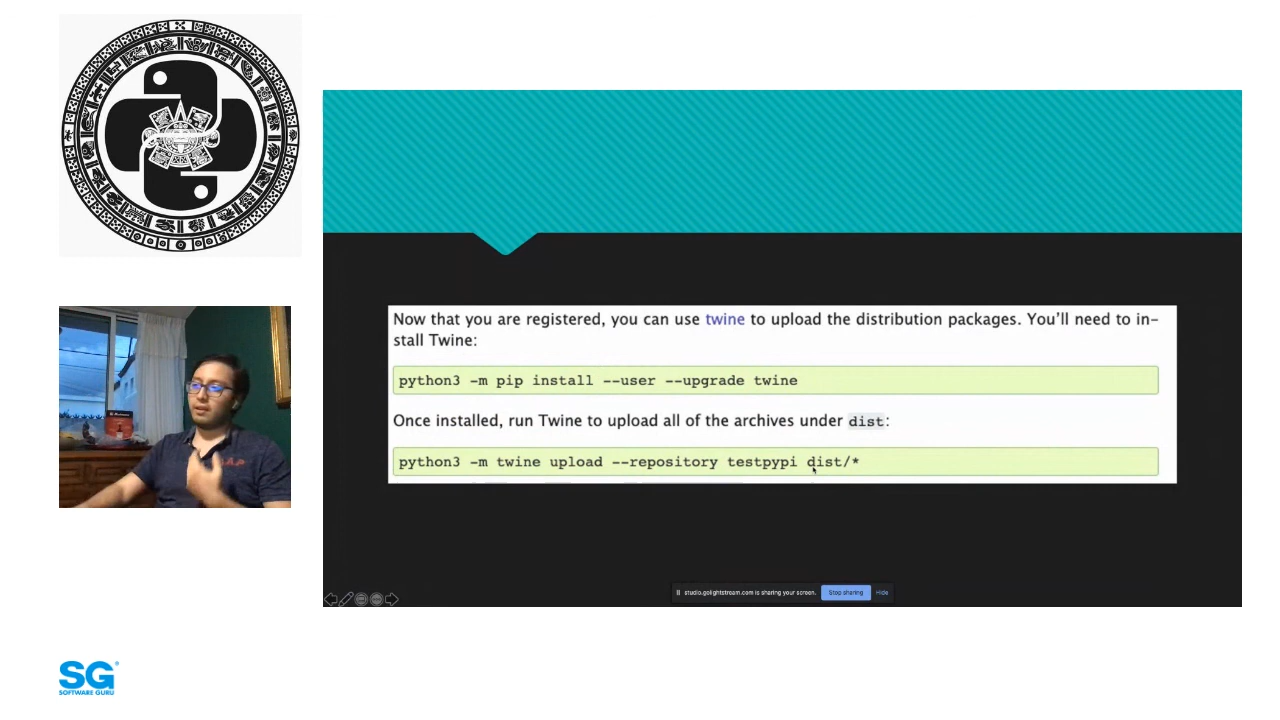 Now that you are registered, you can use twine to upload the distribution packages. You'll need to in-
stall Twine:
python3 -m pip install --user --upgrade twine
Once installed, run Twine to upload all of the archives under dist:
python3 -m twine upload --repository testpypi dist/*
studio.golightstream.com is sharing your screen.
Stop sharing
Hide
SG
SOFTWARE GURU